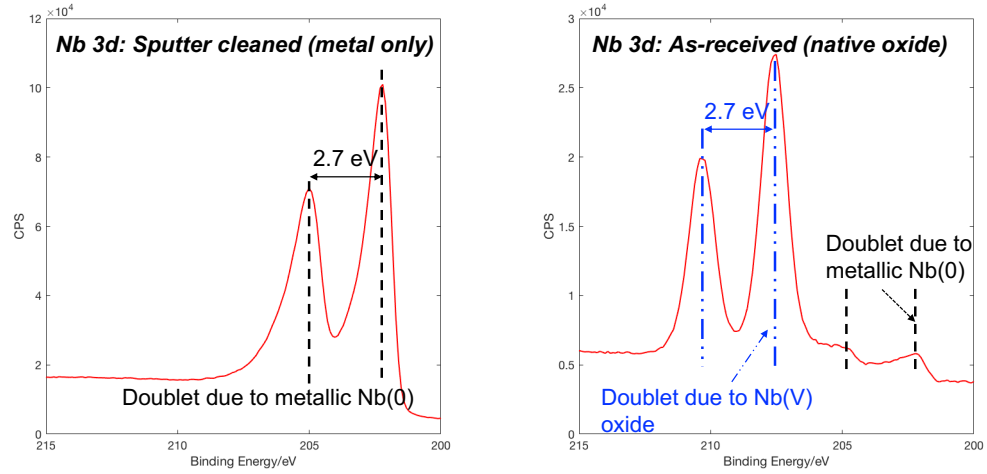 ×10⁴
Nb 3d: Sputter cleaned (metal only)
12
10
8
6
4
2
0
CPS
2.7 eV
Doublet due to metallic Nb(0)
215
210
205
200
Binding Energy/eV
×10⁴
Nb 3d: As-received (native oxide)
3
2.5
2
1.5
1
0.5
0
CPS
2.7 eV
Doublet due to
metallic Nb(0)
Doublet due to Nb(V)
oxide
215
210
205
200
Binding Energy/eV